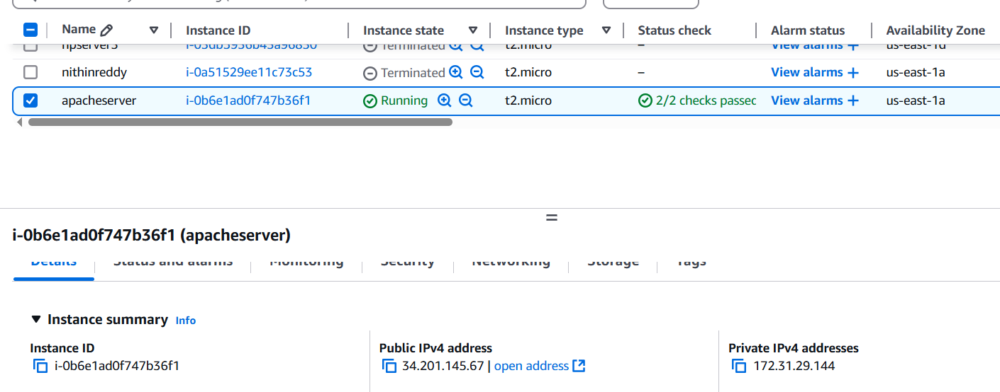 Name Instance ID Instance state Instance type Status check Alarm status Availability Zone
Terminated t2.micro – View alarms + us-east-1d
nithinreddy i-0a51529ee11c73c53 Terminated t2.micro – View alarms + us-east-1a
apacheserver i-0b6e1ad0f747b36f1 Running t2.micro 2/2 checks passec View alarms + us-east-1a
i-0b6e1ad0f747b36f1 (apacheserver)
Details Status and alarms Monitoring Security Networking Storage Tags
Instance summary Info
Instance ID Public IPv4 address Private IPv4 addresses
i-0b6e1ad0f747b36f1 34.201.145.67 | open address 172.31.29.144